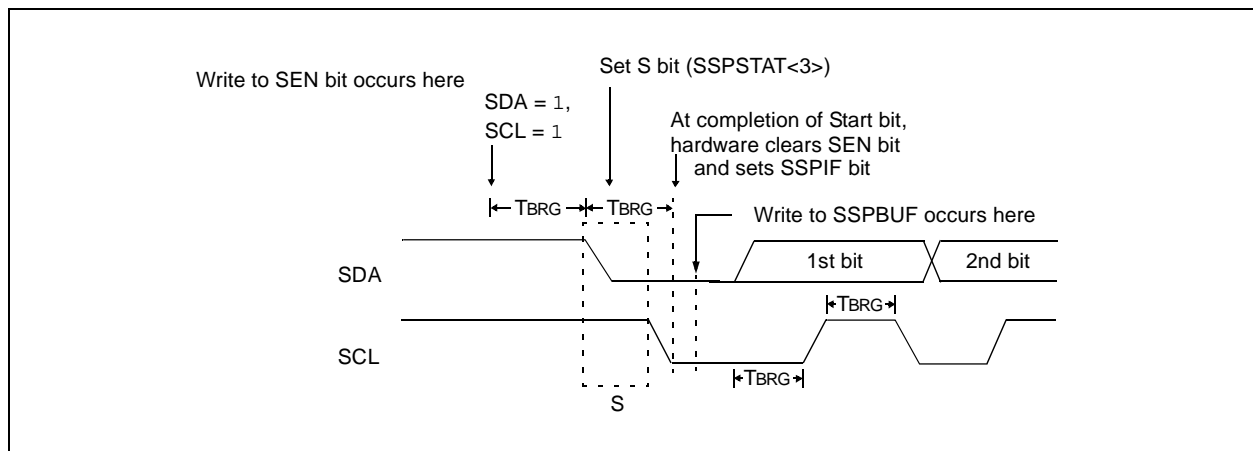 Write to SEN bit occurs here
Set S bit (SSPSTAT<3>)
SDA = 1,
SCL = 1
At completion of Start bit,
hardware clears SEN bit
and sets SSPIF bit
TBRG
TBRG
Write to SSPBUF occurs here
SDA
1st bit
2nd bit
TBRG
SCL
TBRG
S